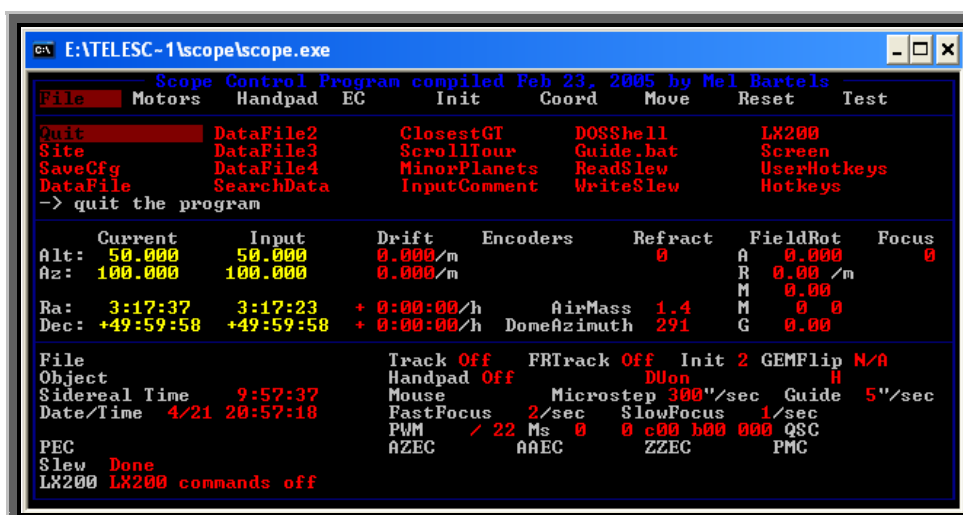 E:\TELESC~1\scope\scope.exe
Scope Control Program compiled Feb 23, 2005 by Mel Bartels
File Motors Handpad EC Init Coord Move Reset Test
Quit DataFile2 ClosestGT DOSShell LX200
Site DataFile3 ScrollTour Guide.bat Screen
SaveCfg DataFile4 MinorPlanets ReadSlew UserHotkeys
DataFile SearchData InputComment WriteSlew Hotkeys
-> quit the program
Current Input Drift Encoders Refract FieldRot Focus
Alt: 50.000 50.000 0.000/m 0 A 0.000 0
Az: 100.000 100.000 0.000/m R 0.00 /m
M 0.00
Ra: 3:17:37 3:17:23 + 0:00:00/h AirMass 1.4 M 0 0
Dec: +49:59:58 +49:59:58 + 0:00:00/h DomeAzimuth 291 G 0.00
File Track Off FRTrack Off Init 2 GEMFlip N/A
Object Handpad Off DUon H
Sidereal Time 9:57:37 Mouse Microstep 300"/sec Guide 5"/sec
Date/Time 4/21 20:57:18 FastFocus 2/sec SlowFocus 1/sec
PWM / 22 Ms 0 0 c00 b00 000 QSC
PEC AZEC AAEC ZZEC PMC
Slew Done
LX200 LX200 commands off